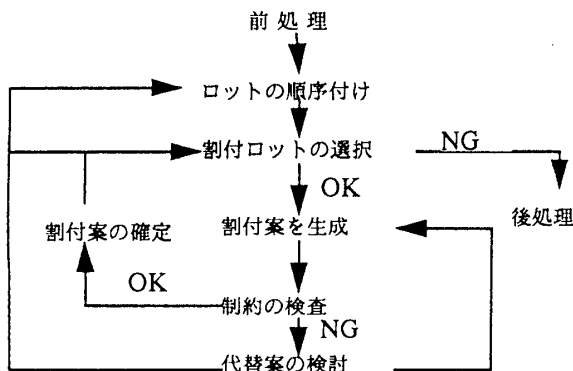 前処理
ロットの順序付け
割付ロットの選択
NG
OK
後処理
割付案の確定
割付案を生成
OK
制約の検査
NG
代替案の検討